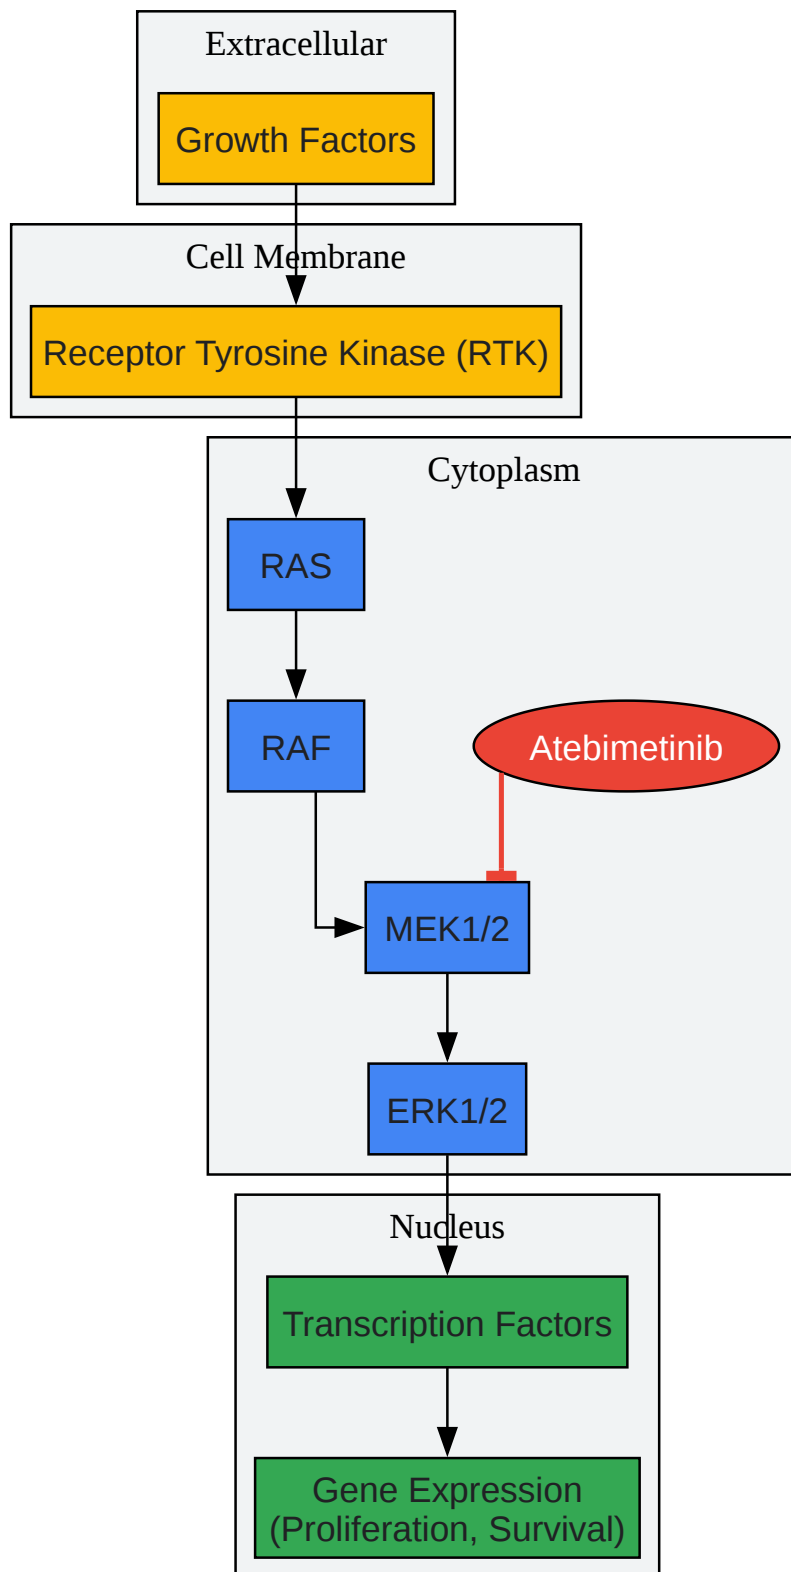 Extracellular
Growth Factors
Cell Membrane
Receptor Tyrosine Kinase (RTK)
Cytoplasm
RAS
RAF
Atebimetinib
MEK1/2
ERK1/2
Nucleus
Transcription Factors
Gene Expression
(Proliferation, Survival)